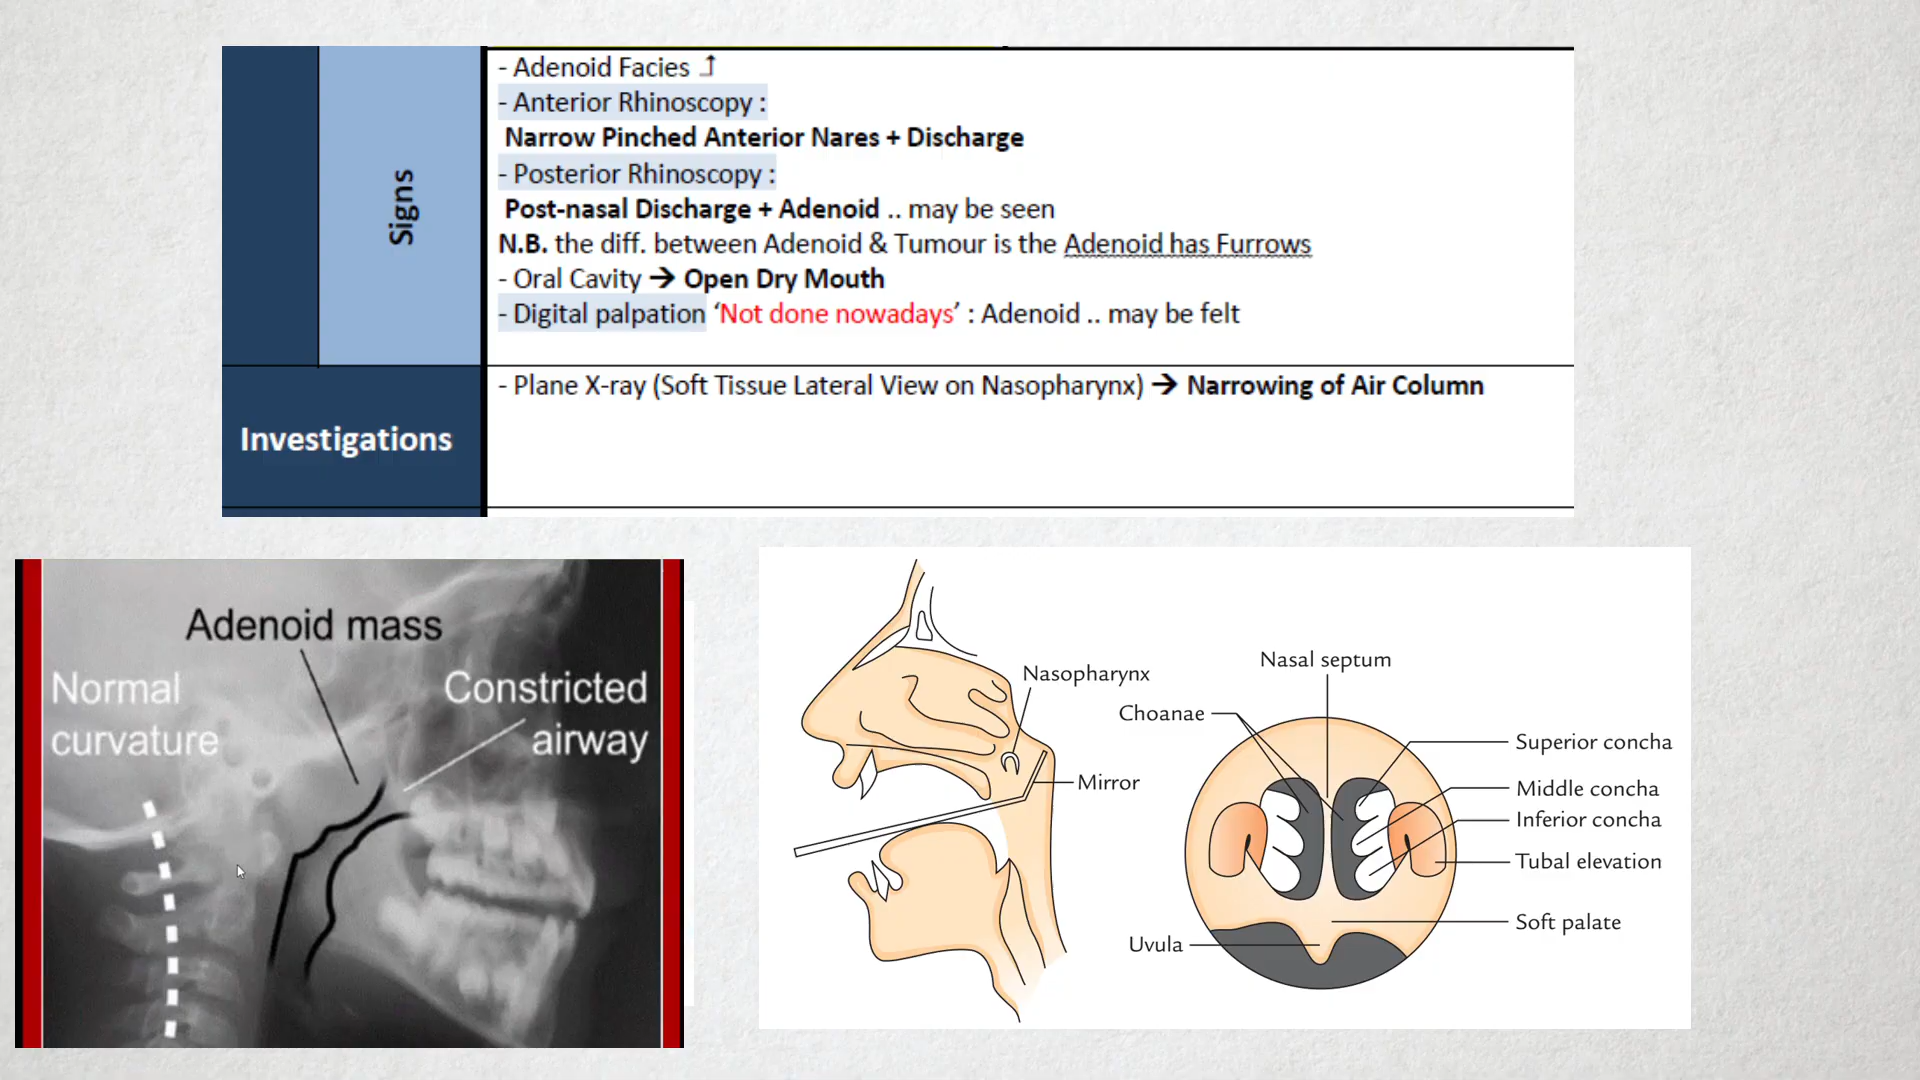 Signs
- Adenoid Facies ⤴
- Anterior Rhinoscopy :
Narrow Pinched Anterior Nares + Discharge
- Posterior Rhinoscopy :
Post-nasal Discharge + Adenoid .. may be seen
N.B. the diff. between Adenoid & Tumour is the Adenoid has Furrows
- Oral Cavity → Open Dry Mouth
- Digital palpation ‘Not done nowadays’ : Adenoid .. may be felt
Investigations
- Plane X-ray (Soft Tissue Lateral View on Nasopharynx) → Narrowing of Air Column
Adenoid mass
Normal
curvature
Constricted
airway
Nasopharynx
Mirror
Nasal septum
Choanae
Superior concha
Middle concha
Inferior concha
Tubal elevation
Soft palate
Uvula